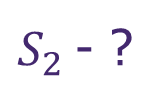 S₂ - ?